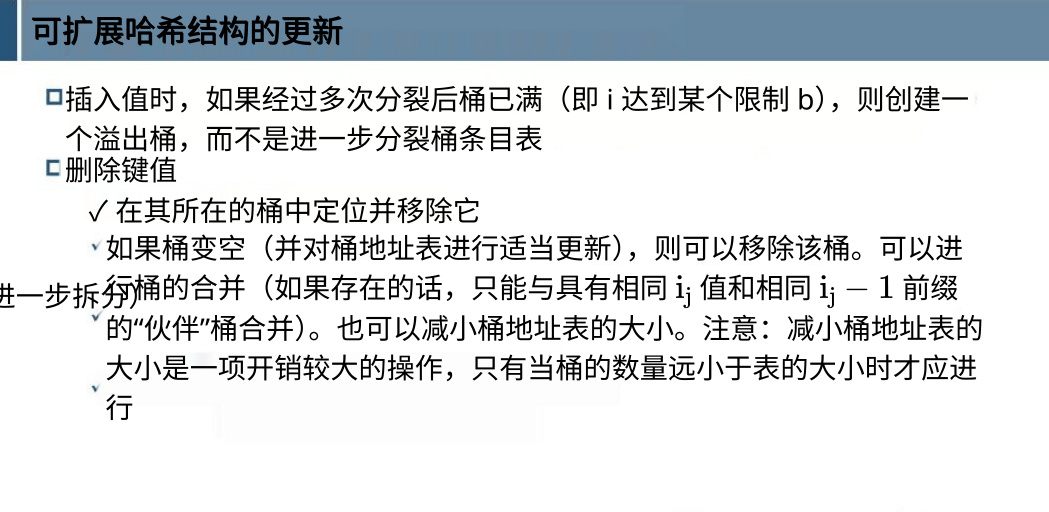 可扩展哈希结构的更新
插入值时，如果经过多次分裂后桶已满（即 i 达到某个限制 b），则创建一
个溢出桶，而不是进一步分裂桶条目表
删除键值
✓ 在其所在的桶中定位并移除它
如果桶变空（并对桶地址表进行适当更新），则可以移除该桶。可以进
行桶的合并（如果存在的话，只能与具有相同 i_j 值和相同 i_j − 1 前缀
进一步拆分）
的“伙伴”桶合并）。也可以减小桶地址表的大小。注意：减小桶地址表的
大小是一项开销较大的操作，只有当桶的数量远小于表的大小时才应进
行